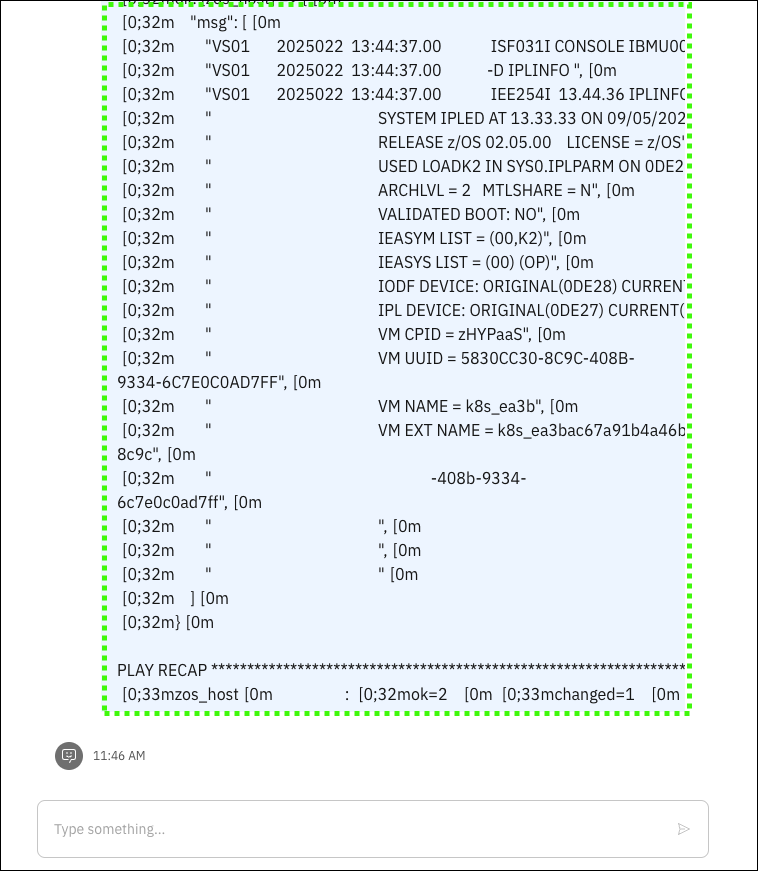 [0;32m "msg": [ [0m
[0;32m "VS01 2025022 13:44:37.00 ISF031I CONSOLE IBMU00
[0;32m "VS01 2025022 13:44:37.00 -D IPLINFO ", [0m
[0;32m "VS01 2025022 13:44:37.00 IEE254I 13.44.36 IPLINFO
[0;32m " SYSTEM IPLED AT 13.33.33 ON 09/05/202
[0;32m " RELEASE z/OS 02.05.00 LICENSE = z/OS"
[0;32m " USED LOADK2 IN SYS0.IPLPARM ON 0DE2
[0;32m " ARCHLVL = 2 MTLSHARE = N", [0m
[0;32m " VALIDATED BOOT: NO", [0m
[0;32m " IEASYM LIST = (00,K2)", [0m
[0;32m " IEASYS LIST = (00) (OP)", [0m
[0;32m " IODF DEVICE: ORIGINAL(0DE28) CURRENT
[0;32m " IPL DEVICE: ORIGINAL(0DE27) CURRENT(
[0;32m " VM CPID = zHYPaaS", [0m
[0;32m " VM UUID = 5830CC30-8C9C-408B-
9334-6C7E0C0AD7FF", [0m
[0;32m " VM NAME = k8s_ea3b", [0m
[0;32m " VM EXT NAME = k8s_ea3bac67a91b4a46b
8c9c", [0m
[0;32m " -408b-9334-
6c7e0c0ad7ff", [0m
[0;32m " ", [0m
[0;32m " ", [0m
[0;32m " " [0m
[0;32m ] [0m
[0;32m} [0m
PLAY RECAP *******************************************************************
[0;33mzos_host [0m : [0;32mok=2 [0m [0;33mchanged=1 [0m
11:46 AM
Type something...